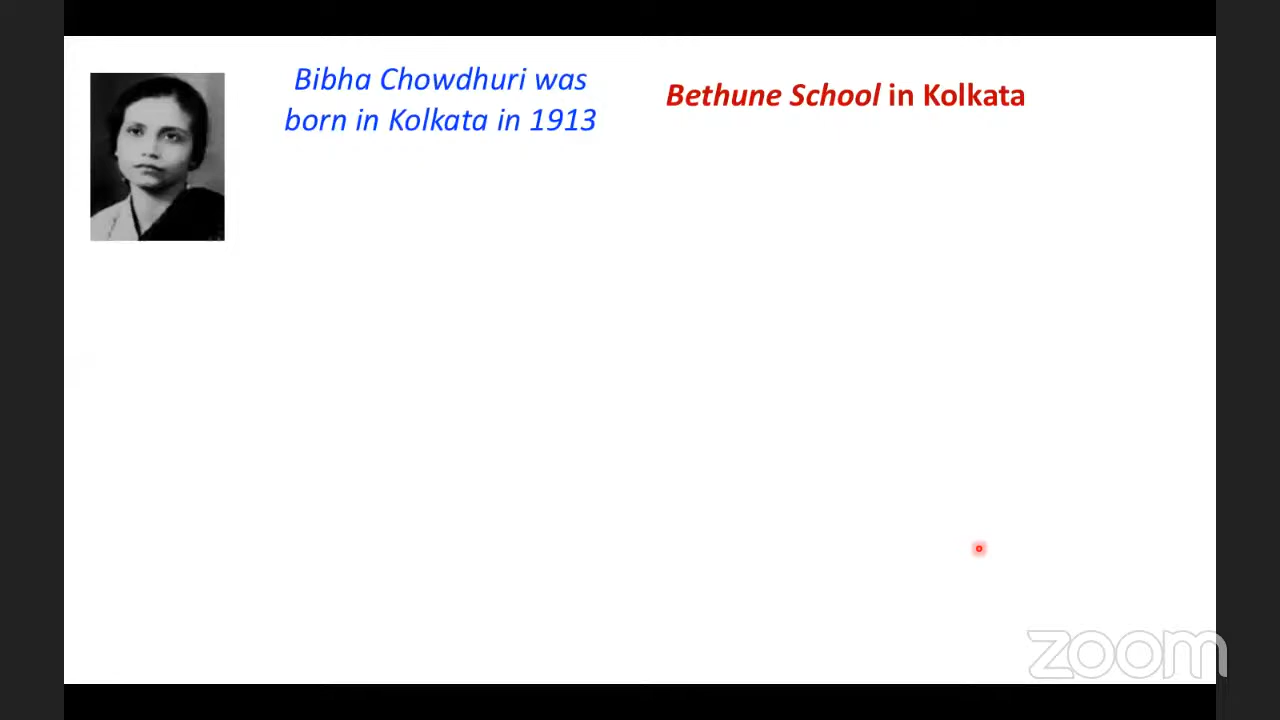 Bibha Chowdhuri was
born in Kolkata in 1913
Bethune School in Kolkata
zoom